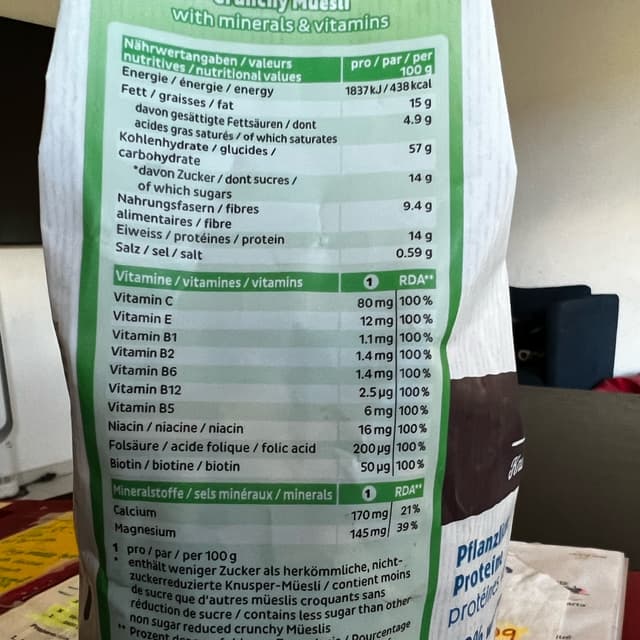 Crunchy Müesli
with minerals & vitamins
Nährwertangaben / valeurs
nutritives / nutritional values
pro / par / per
100 g
Energie / énergie / energy 1837 kJ / 438 kcal
Fett / graisses / fat 15 g
davon gesättigte Fettsäuren / dont
acides gras saturés / of which saturates 4.9 g
Kohlenhydrate / glucides /
carbohydrate 57 g
*davon Zucker / dont sucres /
of which sugars 14 g
Nahrungsfasern / fibres
alimentaires / fibre 9.4 g
Eiweiss / protéines / protein 14 g
Salz / sel / salt 0.59 g
Vitamine / vitamines / vitamins 1 RDA**
Vitamin C 80 mg 100 %
Vitamin E 12 mg 100 %
Vitamin B1 1.1 mg 100 %
Vitamin B2 1.4 mg 100 %
Vitamin B6 1.4 mg 100 %
Vitamin B12 2.5 µg 100 %
Vitamin B5 6 mg 100 %
Niacin / niacine / niacin 16 mg 100 %
Folsäure / acide folique / folic acid 200 µg 100 %
Biotin / biotine / biotin 50 µg 100 %
Mineralstoffe / sels minéraux / minerals 1 RDA**
Calcium 170 mg 21%
Magnesium 145 mg 39 %
1 pro / par / per 100 g
* enthält weniger Zucker als herkömmliche, nicht-
zuckerreduzierte Knusper-Müesli / contient moins
de sucre que d'autres müeslis croquants sans
réduction de sucre / contains less sugar than other
non sugar reduced crunchy Müeslis
** Prozent / Pourcentage